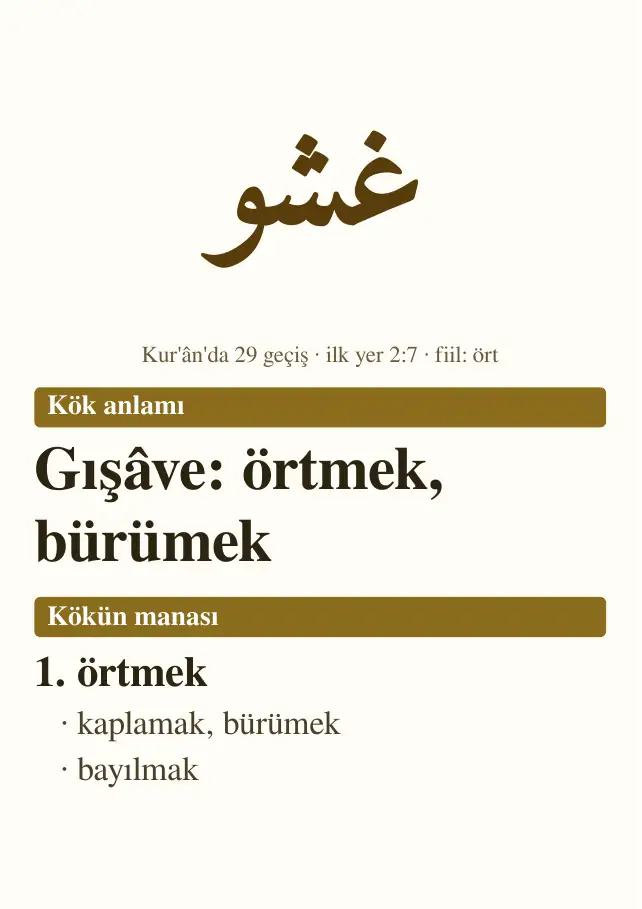 غشو
Kur'ân'da 29 geçiş · ilk yer 2:7 · fiil: ört
Kök anlamı
Gışâve: örtmek,
bürümek
Kökün manası
1. örtmek
· kaplamak, bürümek
· bayılmak